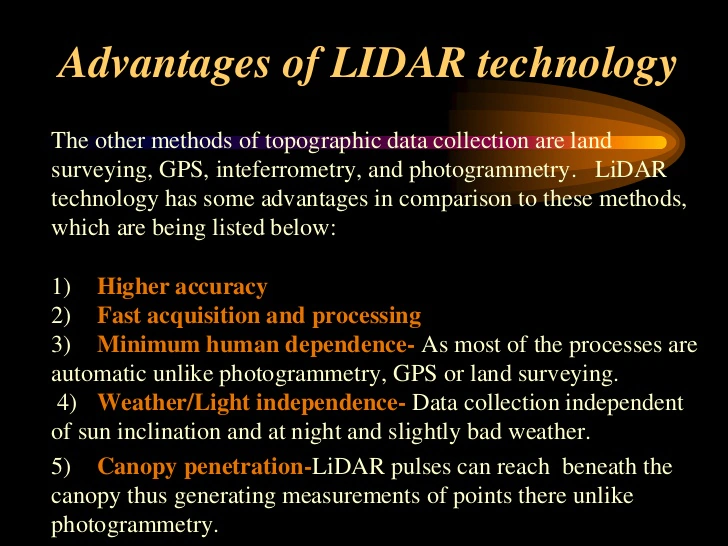 Advantages of LIDAR technology
The other methods of topographic data collection are land
surveying, GPS, inteferrometry, and photogrammetry. LiDAR
technology has some advantages in comparison to these methods,
which are being listed below:
1) Higher accuracy
2) Fast acquisition and processing
3) Minimum human dependence- As most of the processes are
automatic unlike photogrammetry, GPS or land surveying.
4) Weather/Light independence- Data collection independent
of sun inclination and at night and slightly bad weather.
5) Canopy penetration-LiDAR pulses can reach beneath the
canopy thus generating measurements of points there unlike
photogrammetry.